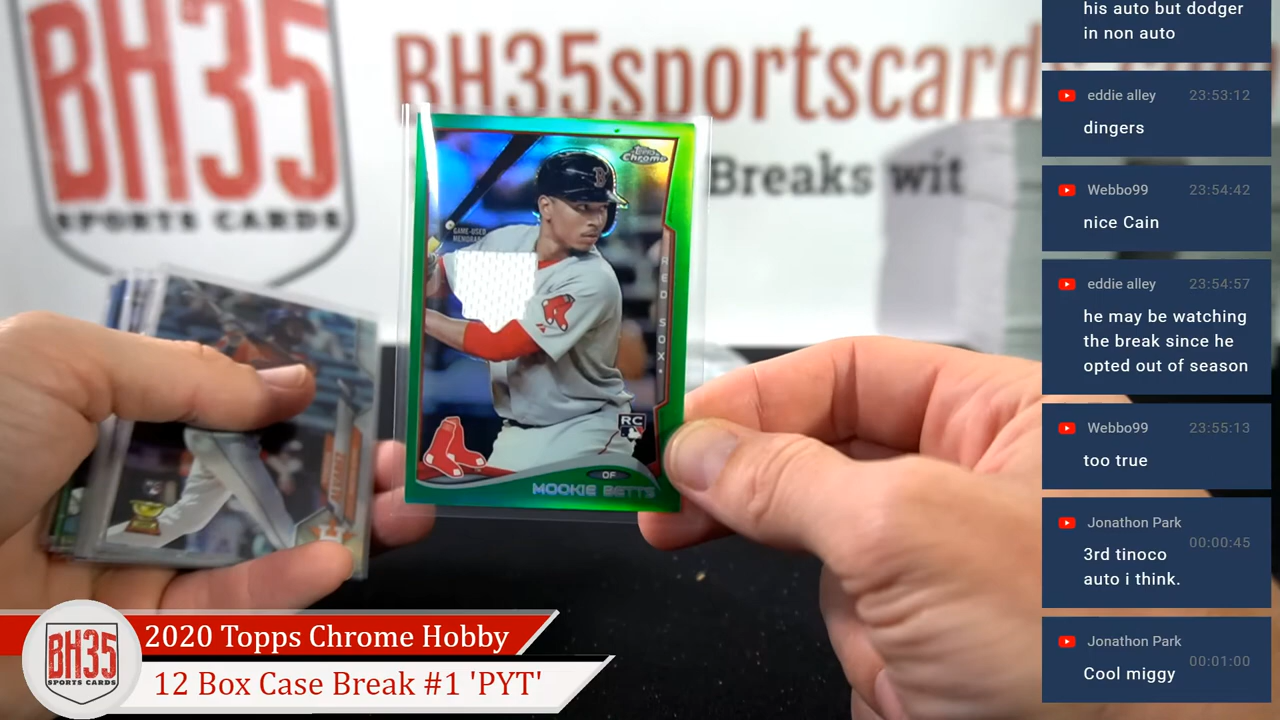 BH35
SPORTS CARDS
BH35sportscards
Breaks wit
Topps
Chrome
GAME-USED
RED SOX
RC
OF
MOOKIE BETTS
BH35
SPORTS CARDS
2020 Topps Chrome Hobby
12 Box Case Break #1 'PYT'
his auto but dodger
in non auto
eddie alley 23:53:12
dingers
Webbo99 23:54:42
nice Cain
eddie alley 23:54:57
he may be watching
the break since he
opted out of season
Webbo99 23:55:13
too true
Jonathon Park
00:00:45
3rd tinoco
auto i think.
Jonathon Park
00:01:00
Cool miggy